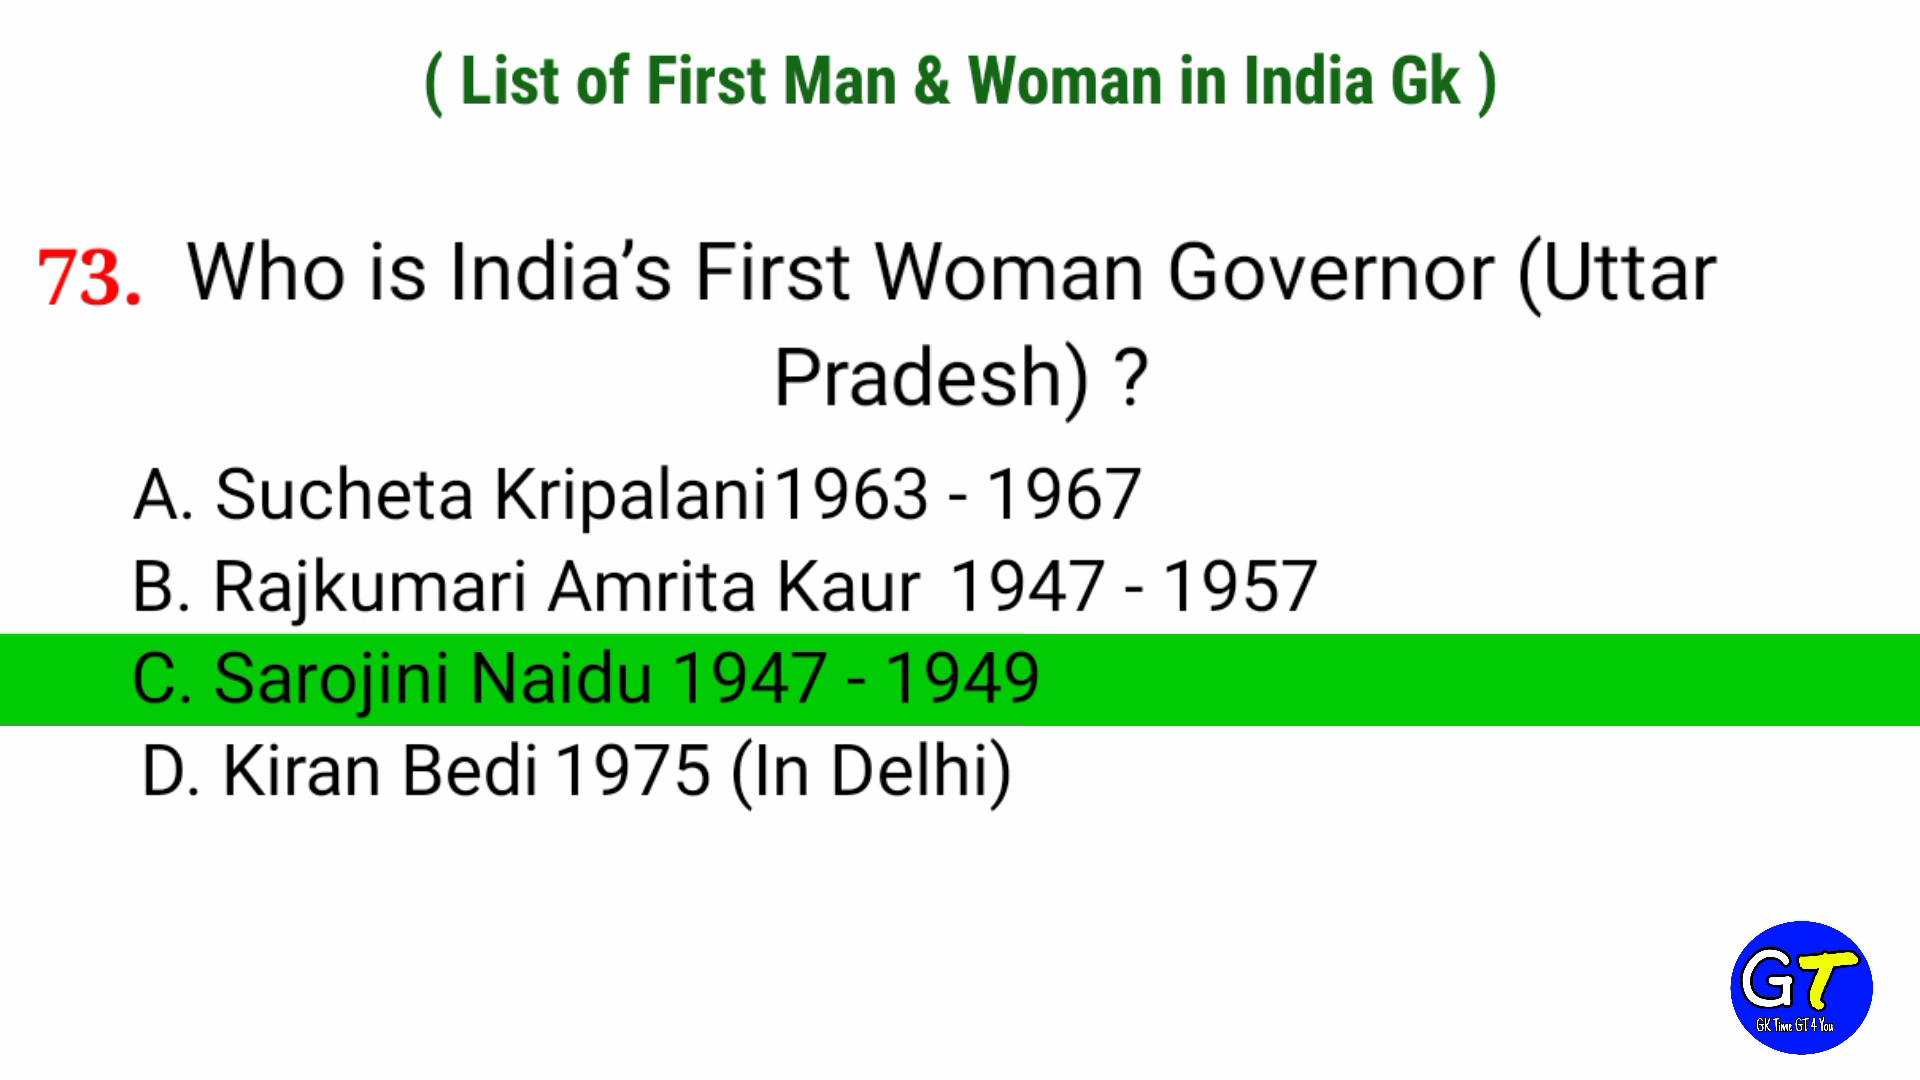 ( List of First Man & Woman in India Gk )
73. Who is India’s First Woman Governor (Uttar
Pradesh) ?
A. Sucheta Kripalani1963 - 1967
B. Rajkumari Amrita Kaur 1947 - 1957
C. Sarojini Naidu 1947 - 1949
D. Kiran Bedi 1975 (In Delhi)
GT
GK Time GT 4 You